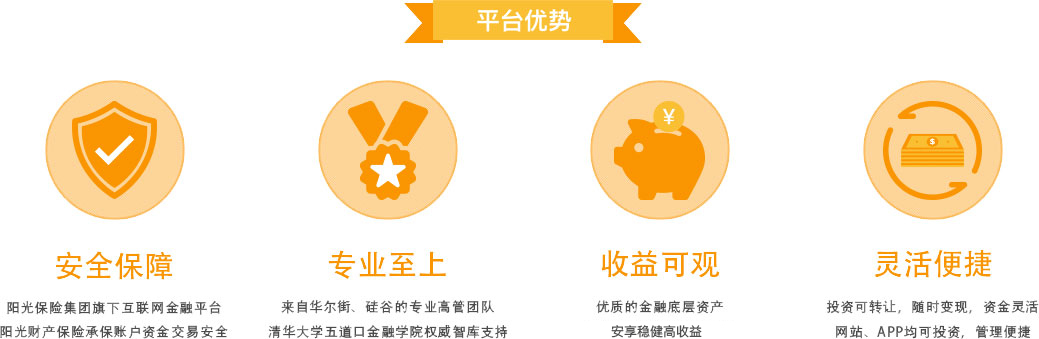 平台优势
¥
$
安全保障
专业至上
收益可观
灵活便捷
阳光保险集团旗下互联网金融平台
阳光财产保险承保账户资金交易安全
来自华尔街、硅谷的专业高管团队
清华大学五道口金融学院权威智库支持
优质的金融底层资产
安享稳健高收益
投资可转让，随时变现，资金灵活
网站、APP均可投资，管理便捷